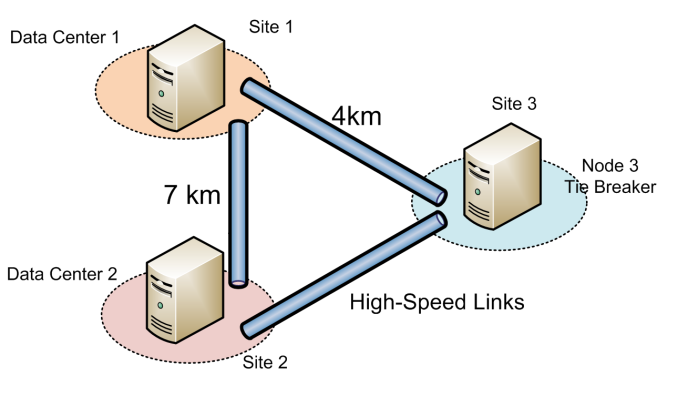 Site 1
Data Center 1
4km
Site 3
Node 3
Tie Breaker
7 km
Data Center 2
High-Speed Links
Site 2